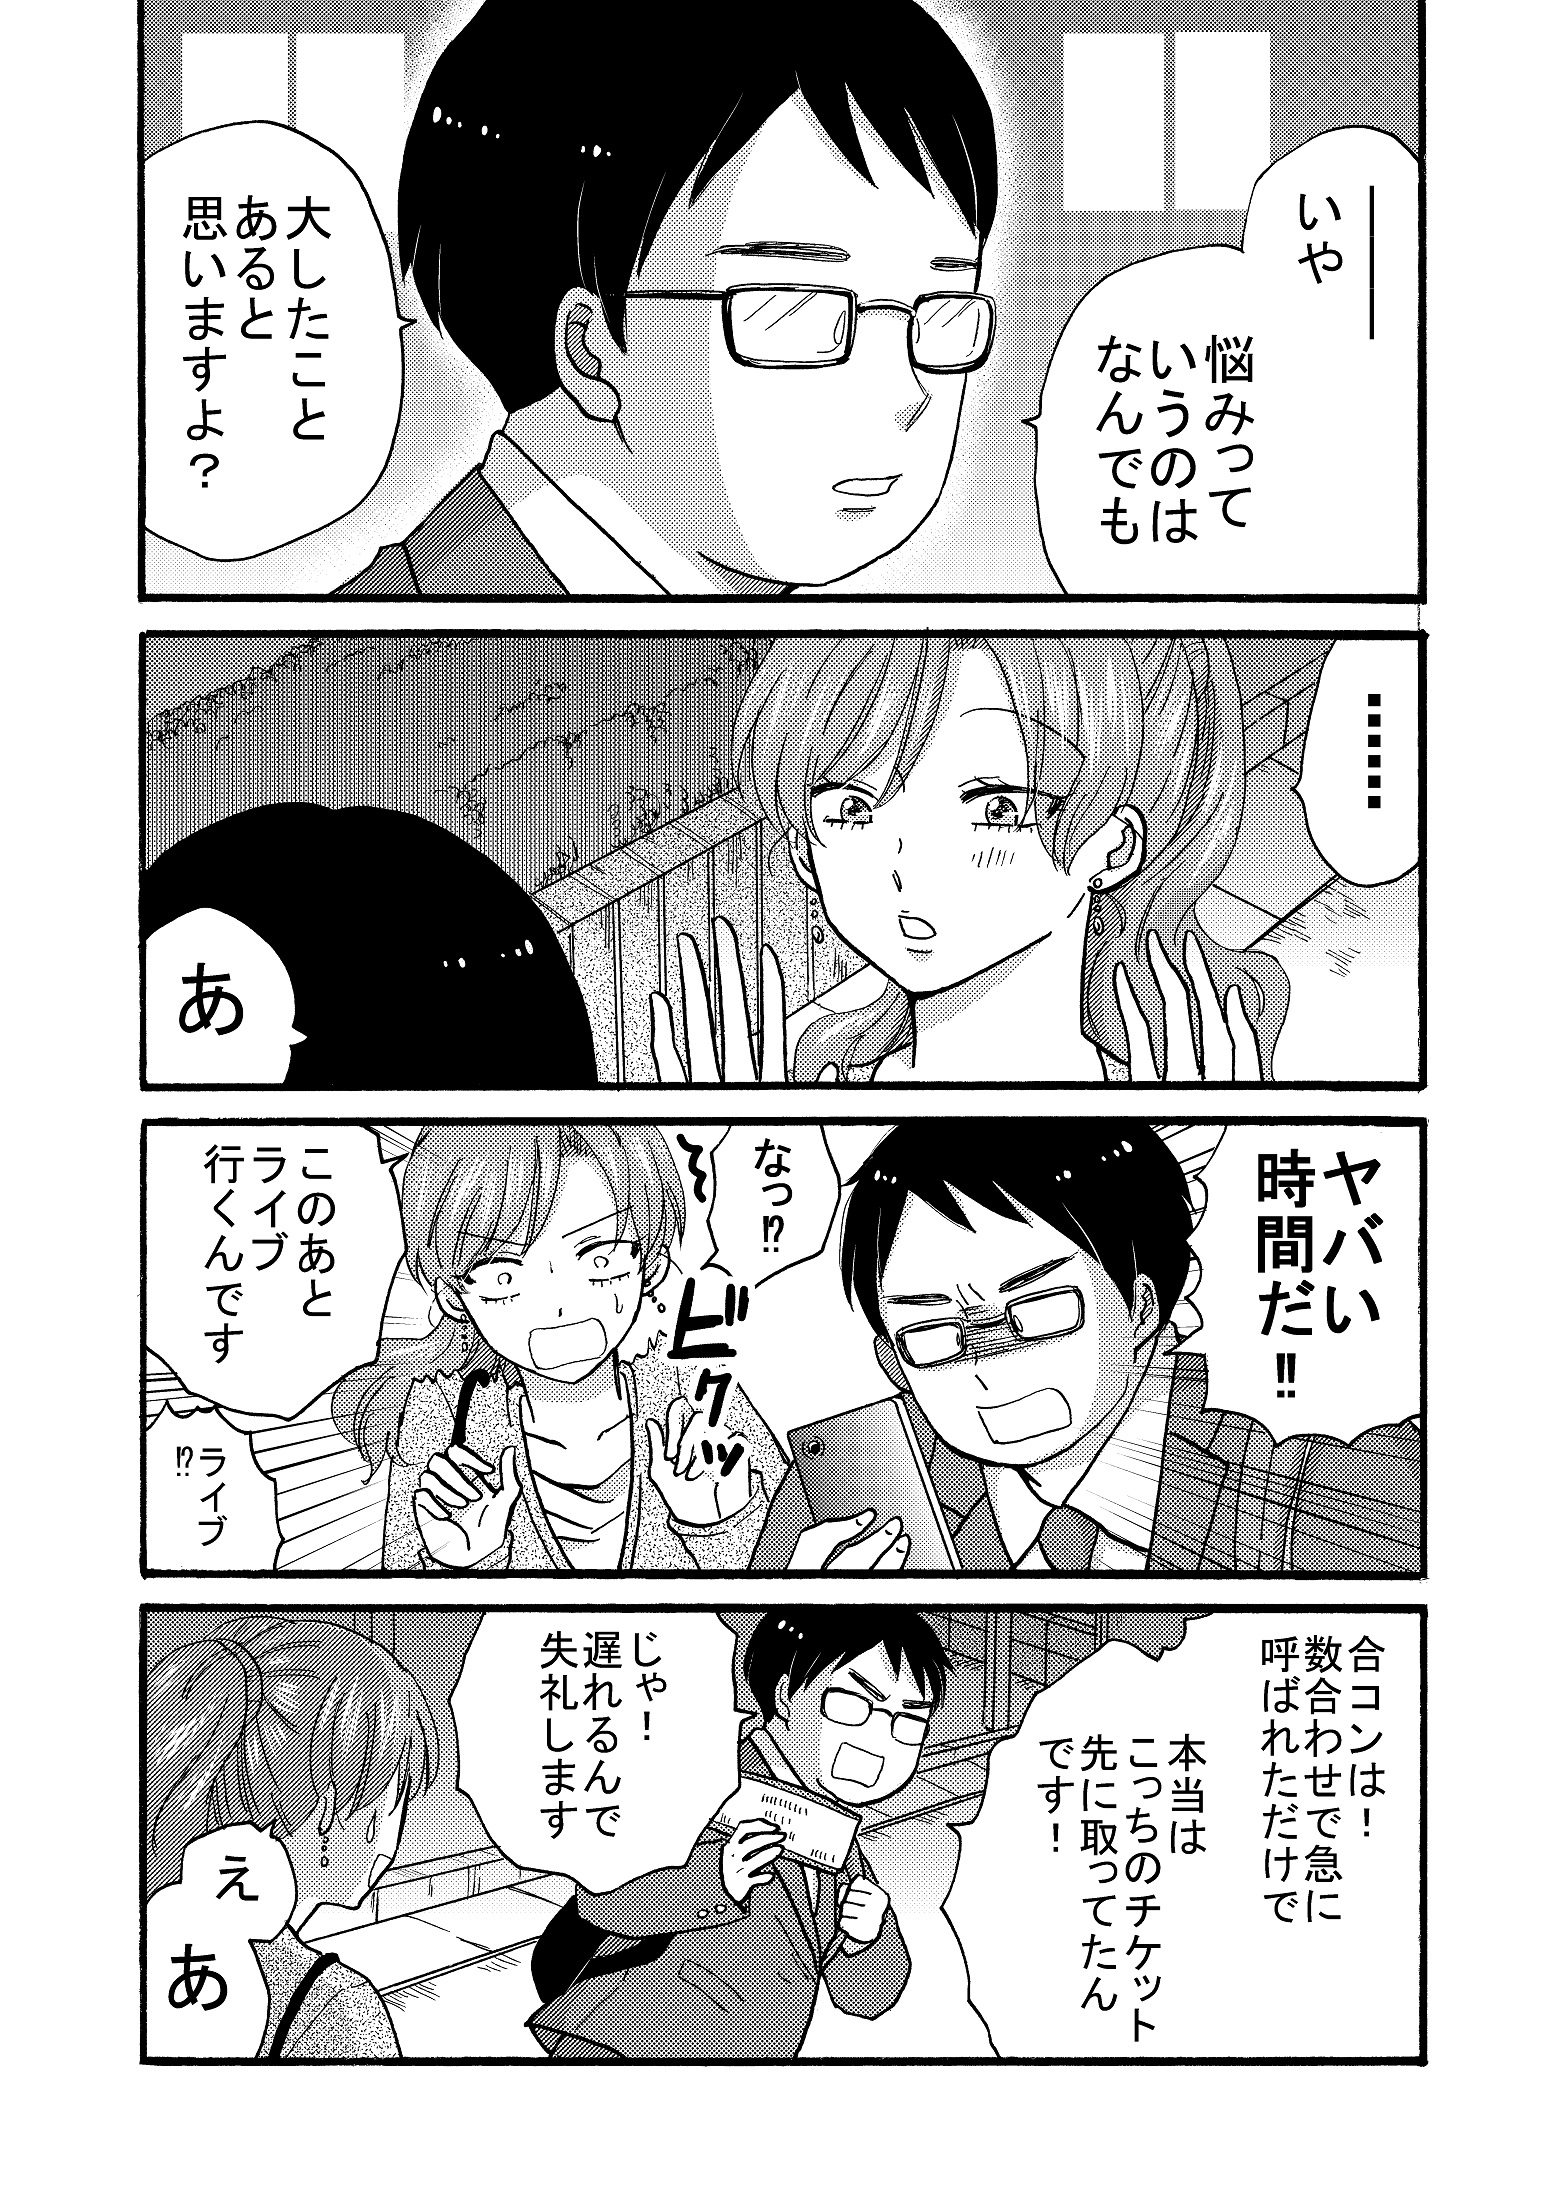 ――
いや
悩みって
いうのは
なんでも
大したこと
あると
思いますよ？
……
あ
ヤバい
時間だ!!
なっ!?
ビクッ
このあと
ライブ
行くんです
ライブ
!?
合コンは！
数合わせで急に
呼ばれただけで
本当は
こっちのチケット
先に取ってたん
です！
じゃ！
遅れるんで
失礼します
え
あ